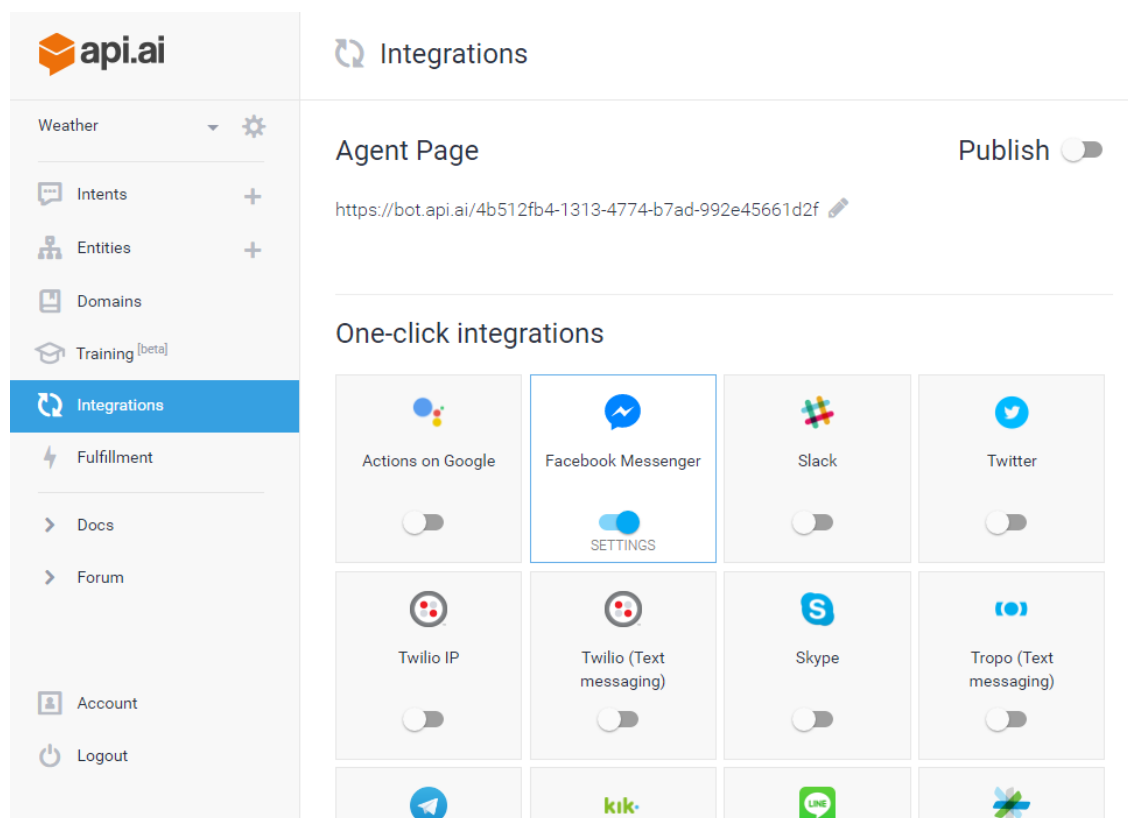 api.ai
Integrations
Weather
Agent Page
Publish
Intents
https://bot.api.ai/4b512fb4-1313-4774-b7ad-992e45661d2f
Entities
Domains
Training [beta]
One-click integrations
Integrations
Fulfillment
Docs
Forum
Account
Logout
Actions on Google
Facebook Messenger
SETTINGS
Slack
Twitter
Twilio IP
Twilio (Text
messaging)
Skype
Tropo (Text
messaging)
kik
LINE